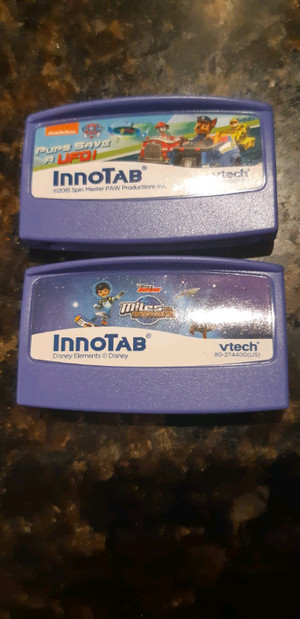 nickelodeon
PAW PATROL
PUPS SAVE
A UFO!
INNOTAB®
vtech®
©2015 Spin Master PAW Productions Inc.
Disney Junior
Miles
INNOTAB®
vtech®
Disney Elements © Disney
80-274400(US)